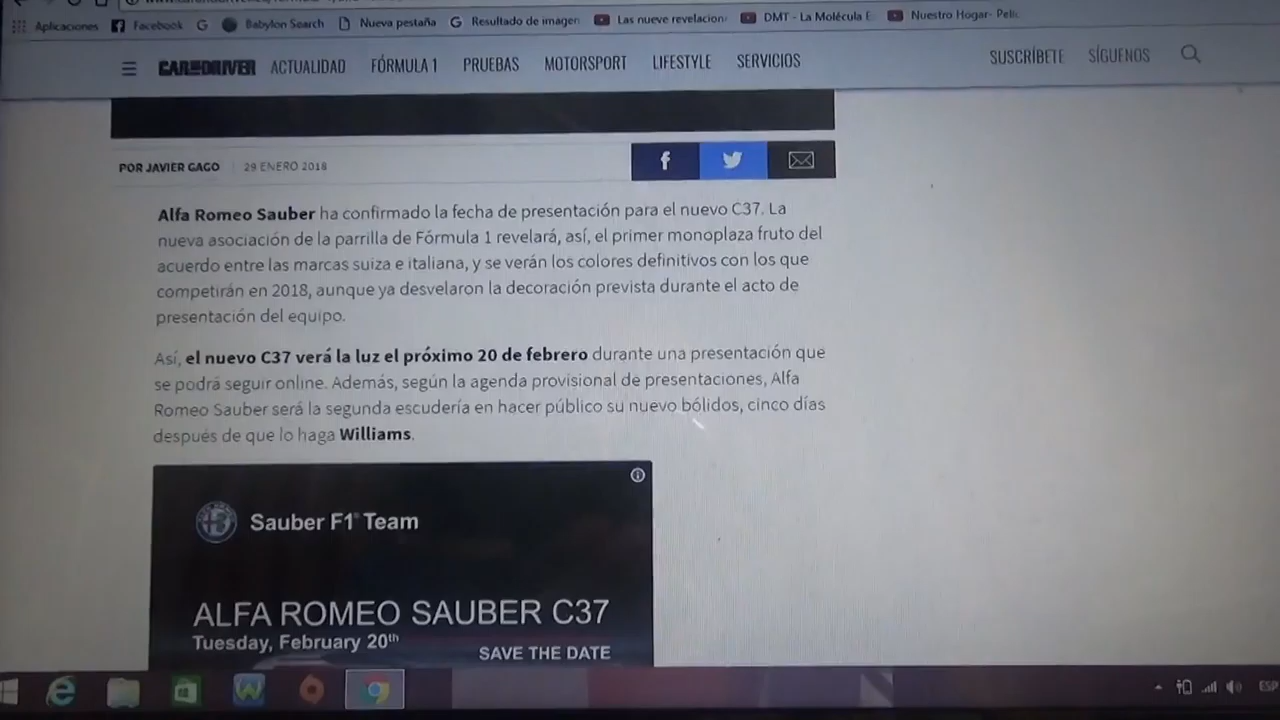 Aplicaciones Facebook Babylon Search Nueva pestaña Resultado de imagen Las nueve revelacion DMT - La Molécula E Nuestro Hogar- Pelíc
CAR AND DRIVER ACTUALIDAD FÓRMULA 1 PRUEBAS MOTORSPORT LIFESTYLE SERVICIOS SUSCRÍBETE SÍGUENOS
POR JAVIER GAGO 29 ENERO 2018
Alfa Romeo Sauber ha confirmado la fecha de presentación para el nuevo C37. La
nueva asociación de la parrilla de Fórmula 1 revelará, así, el primer monoplaza fruto del
acuerdo entre las marcas suiza e italiana, y se verán los colores definitivos con los que
competirán en 2018, aunque ya desvelaron la decoración prevista durante el acto de
presentación del equipo.
Así, el nuevo C37 verá la luz el próximo 20 de febrero durante una presentación que
se podrá seguir online. Además, según la agenda provisional de presentaciones, Alfa
Romeo Sauber será la segunda escudería en hacer público su nuevo bólidos, cinco días
después de que lo haga Williams.
Sauber F1® Team
ALFA ROMEO SAUBER C37
Tuesday, February 20th
SAVE THE DATE
ESP